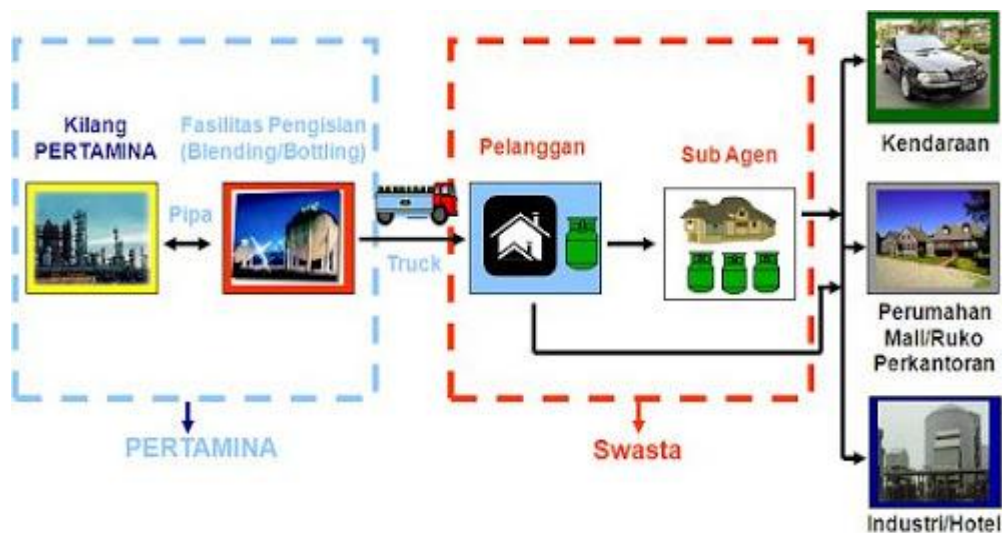 Kilang
PERTAMINA
Fasilitas Pengisian
(Blending/Bottling)
Pipa
Truck
Pelanggan
Sub Agen
Kendaraan
Perumahan
Mall/Ruko
Perkantoran
Industri/Hotel
PERTAMINA
Swasta